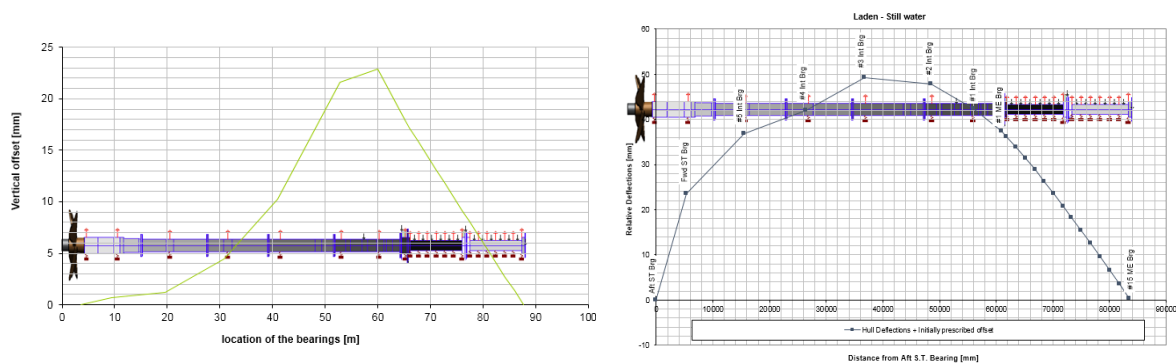 25
20
15
10
5
0
0 10 20 30 40 50 60 70 80 90 100
Vertical offset [mm]
location of the bearings [m]
Laden - Still water
60
50
40
30
20
10
0
-10
0 10000 20000 30000 40000 50000 60000 70000 80000 90000
Relative Deflections [mm]
Aft ST Brg
Fwd ST Brg
#5 Int Brg
#4 Int Brg
#3 Int Brg
#2 Int Brg
#1 Int Brg
#1 ME Brg
#15 ME Brg
Hull Deflections + Initially prescribed offset
Distance from Aft S.T. Bearing [mm]